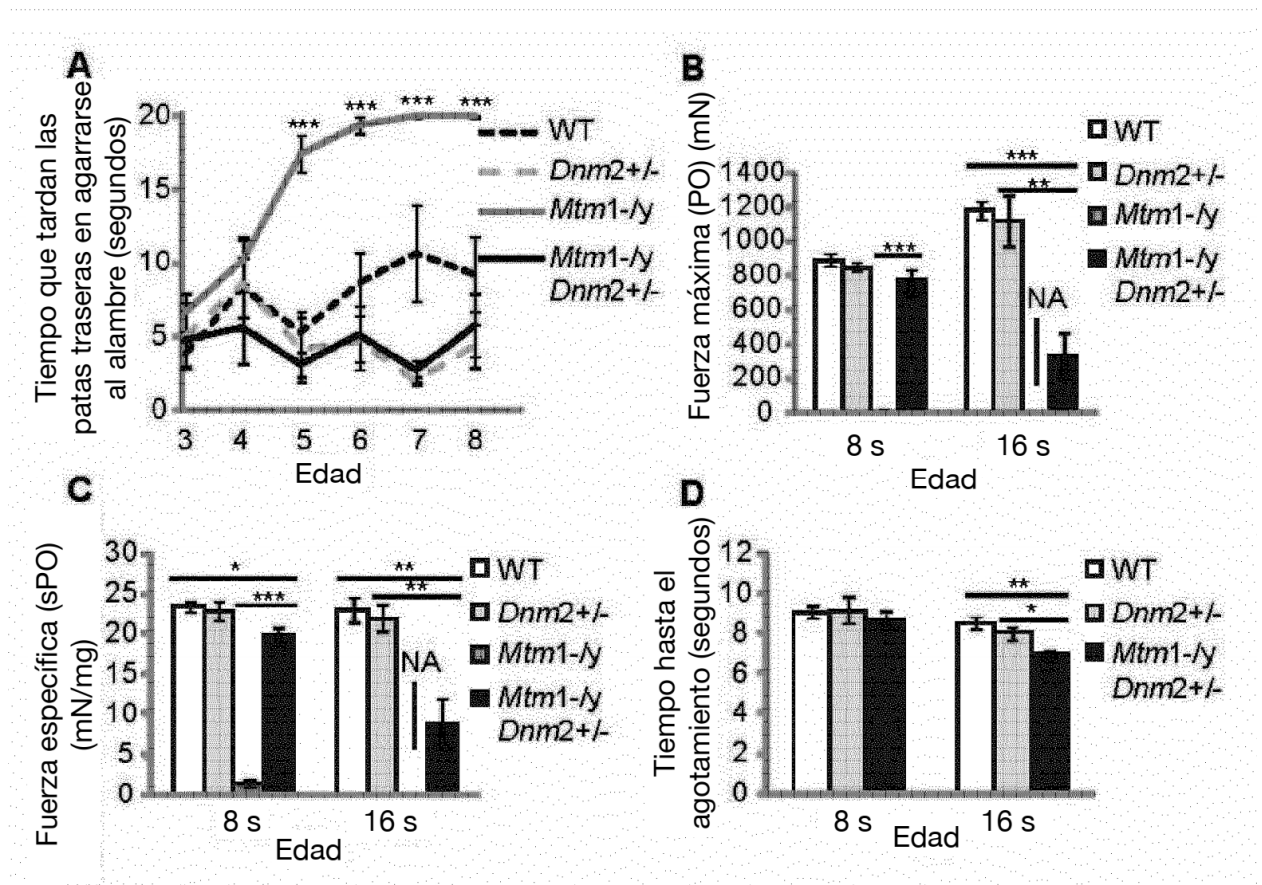 A
Tiempo que tardan las
patas traseras en agarrarse
al alambre (segundos)
20
15
10
5
0
***
***
***
***
3
4
5
6
7
8
Edad
WT
Dnm2+/-
Mtm1-/y
Mtm1-/y
Dnm2+/-
B
Fuerza máxima (PO) (mN)
1400
1200
1000
800
600
400
200
0
***
***
**
NA
8 s
16 s
Edad
WT
Dnm2+/-
Mtm1-/y
Mtm1-/y
Dnm2+/-
C
Fuerza específica (sPO)
(mN/mg)
30
25
20
15
10
5
0
*
***
**
**
NA
8 s
16 s
Edad
WT
Dnm2+/-
Mtm1-/y
Mtm1-/y
Dnm2+/-
D
Tiempo hasta el
agotamiento (segundos)
12
10
8
6
4
2
0
**
*
8 s
16 s
Edad
WT
Dnm2+/-
Mtm1-/y
Dnm2+/-